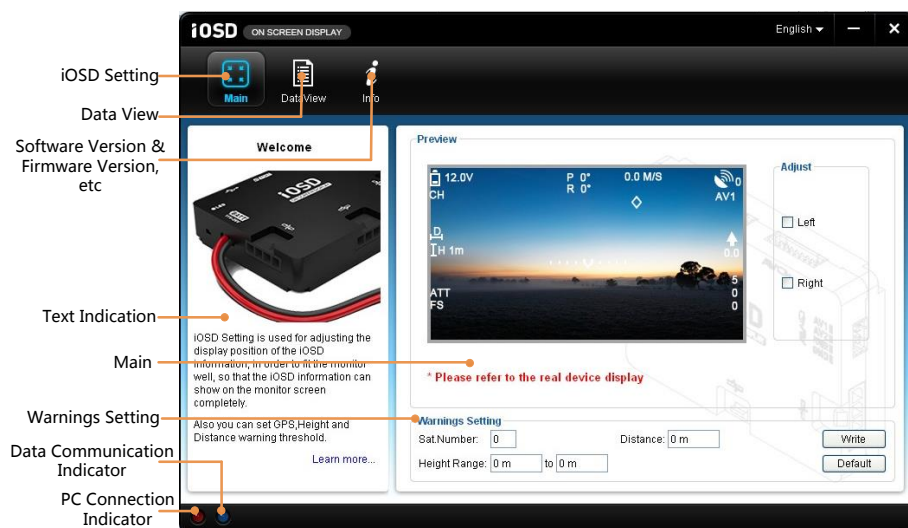 iOSD ON SCREEN DISPLAY English
iOSD Setting
Main DataView Info
Data View
Software Version &
Firmware Version,
etc
Welcome
iOSD
BATT
Text Indication
iOSD Setting is used for adjusting the
display position of the iOSD
information, in order to fit the monitor
well, so that the iOSD information can
show on the monitor screen
completely.
Also you can set GPS,Height and
Distance warning threshold.
Learn more...
Preview
12.0V P 0° 0.0 M/S 0
CH R 0° AV1
D
H 1m 0.0
5
ATT 0
FS 0
Adjust
Left
Right
Main
* Please refer to the real device display
Warnings Setting
Warnings Setting
Sat.Number: 0 Distance: 0 m Write
Height Range: 0 m to 0 m Default
Data Communication
Indicator
PC Connection
Indicator